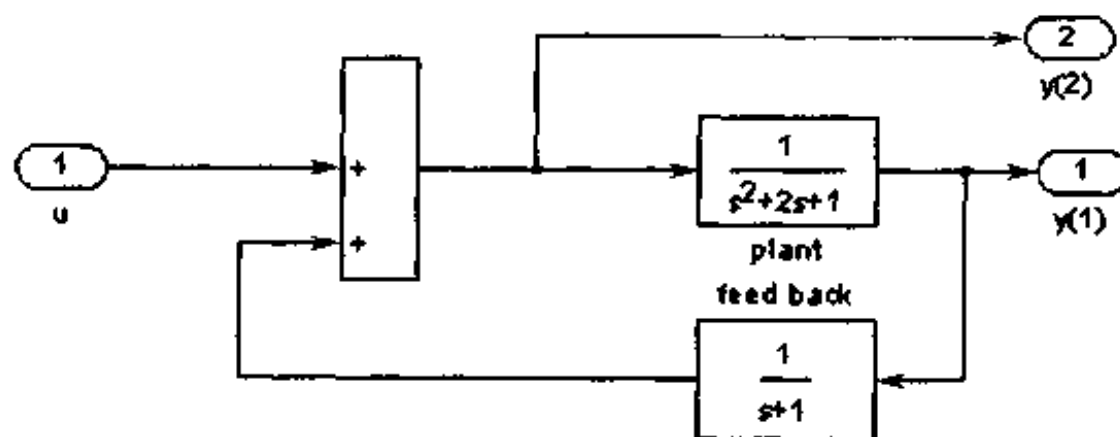 2
y(2)
1
u
+
+
1
s²+2s+1
plant
1
y(1)
feed back
1
s+1